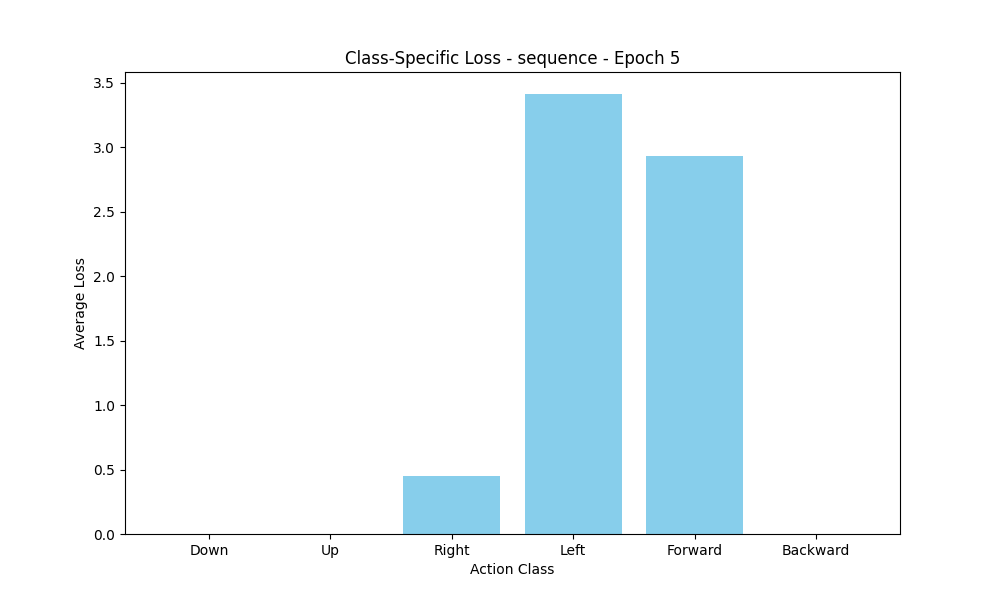 Class-Specific Loss - sequence - Epoch 5
3.5
3.0
2.5
2.0
1.5
1.0
0.5
0.0
Average Loss
Down Up Right Left Forward Backward
Action Class